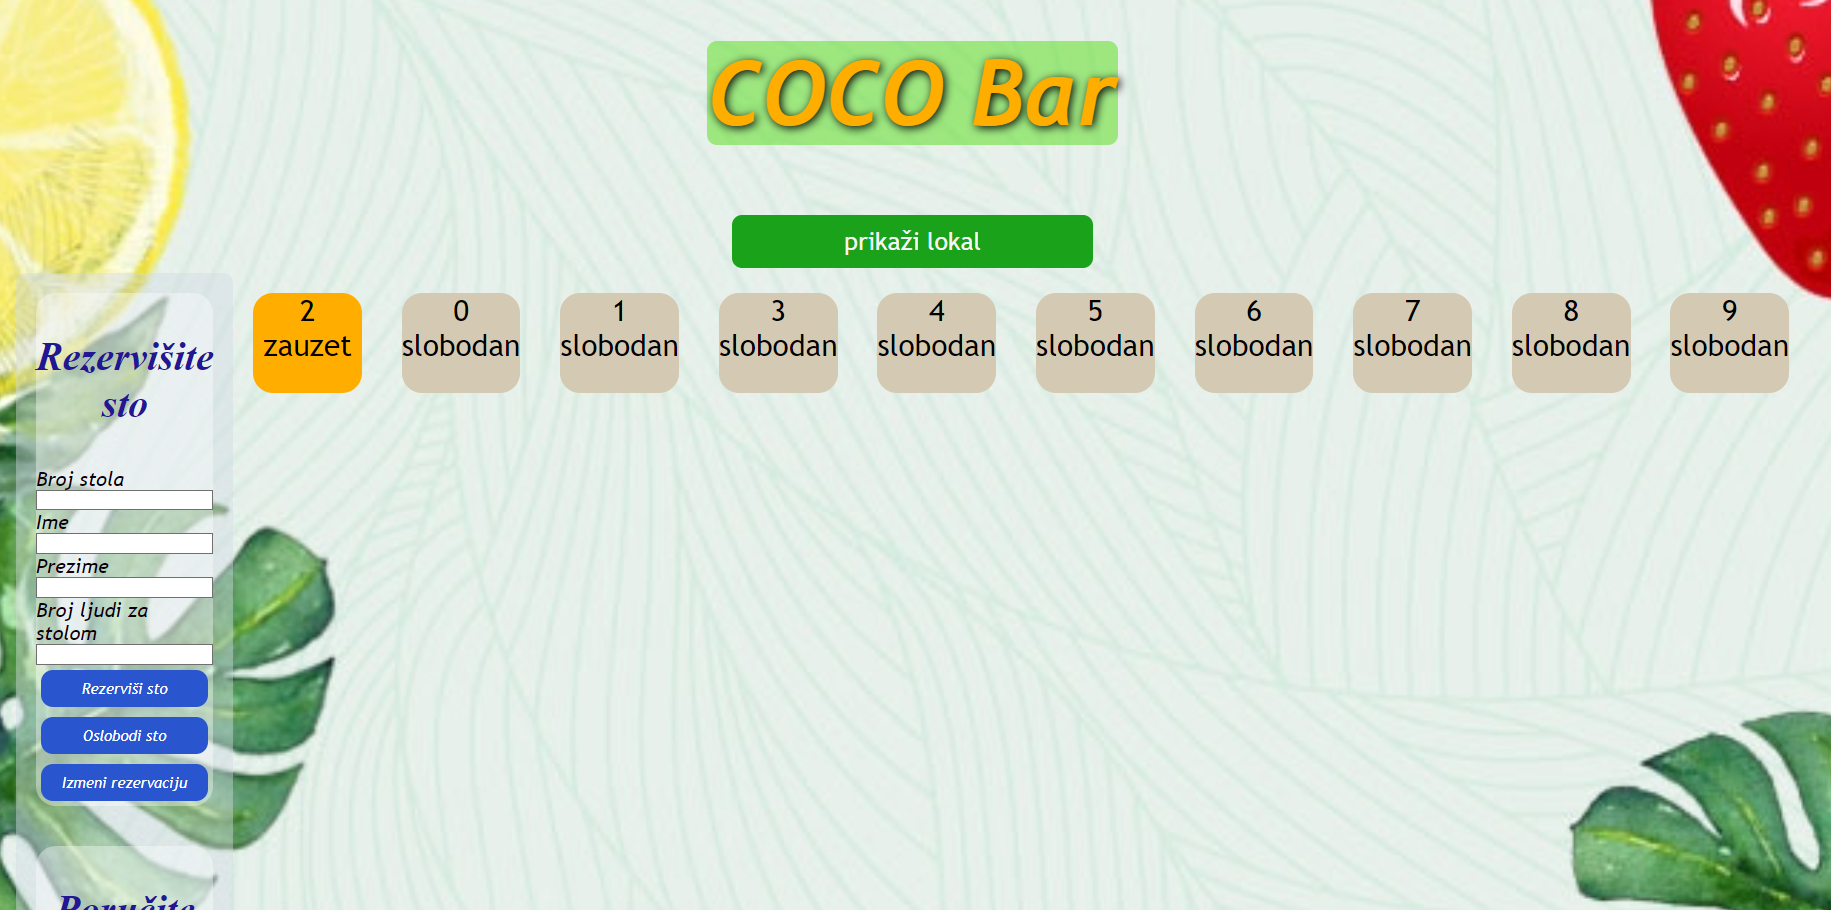 COCO Bar
prikaži lokal
2
zauzet
0
slobodan
1
slobodan
3
slobodan
4
slobodan
5
slobodan
6
slobodan
7
slobodan
8
slobodan
9
slobodan
Rezervišite
sto
Broj stola
Ime
Prezime
Broj ljudi za
stolom
Rezerviši sto
Oslobodi sto
Izmeni rezervaciju
Poručite